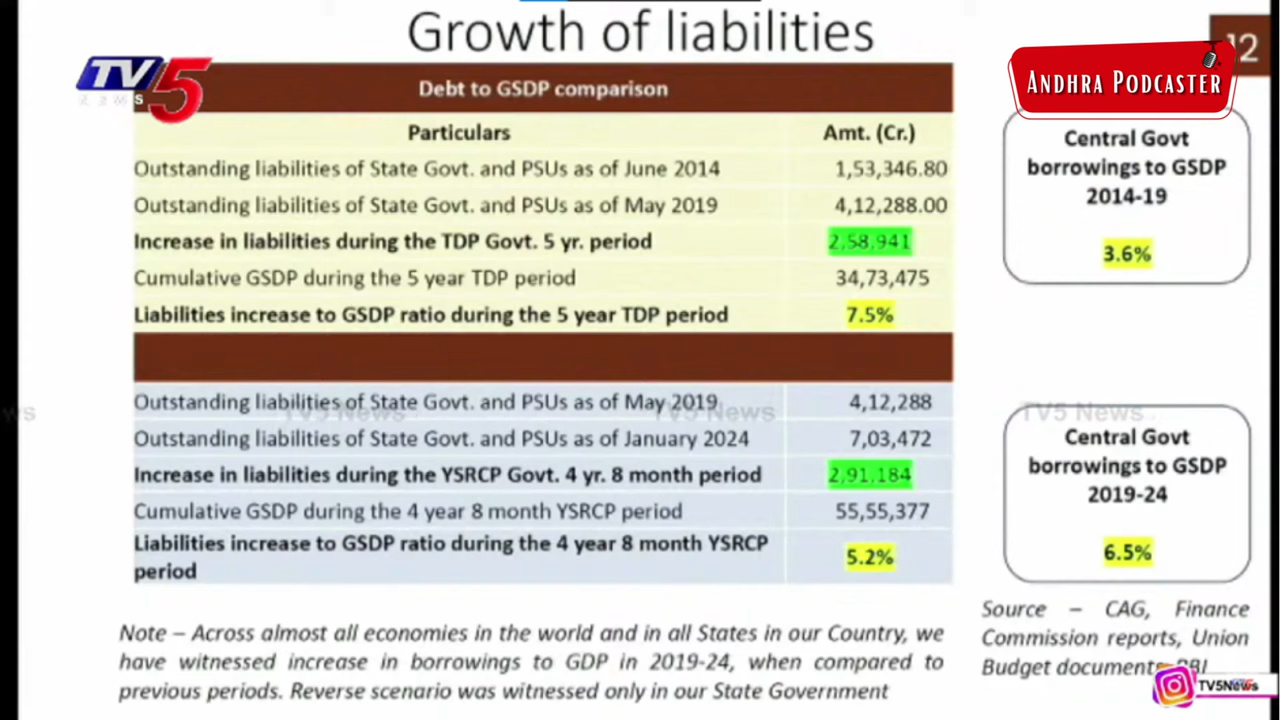 Growth of liabilities
12
TV5
NEWS
ANDHRA PODCASTER
Debt to GSDP comparison
Particulars Amt. (Cr.)
Outstanding liabilities of State Govt. and PSUs as of June 2014 1,53,346.80
Outstanding liabilities of State Govt. and PSUs as of May 2019 4,12,288.00
Increase in liabilities during the TDP Govt. 5 yr. period 2,58,941
Cumulative GSDP during the 5 year TDP period 34,73,475
Liabilities increase to GSDP ratio during the 5 year TDP period 7.5%
Outstanding liabilities of State Govt. and PSUs as of May 2019 4,12,288
Outstanding liabilities of State Govt. and PSUs as of January 2024 7,03,472
Increase in liabilities during the YSRCP Govt. 4 yr. 8 month period 2,91,184
Cumulative GSDP during the 4 year 8 month YSRCP period 55,55,377
Liabilities increase to GSDP ratio during the 4 year 8 month YSRCP
period 5.2%
Central Govt
borrowings to GSDP
2014-19
3.6%
ws
TV5 News
TV5 News
TV5 News
Central Govt
borrowings to GSDP
2019-24
6.5%
Note – Across almost all economies in the world and in all States in our Country, we
have witnessed increase in borrowings to GDP in 2019-24, when compared to
previous periods. Reverse scenario was witnessed only in our State Government
Source – CAG, Finance
Commission reports, Union
Budget documents, RBI
TV5News